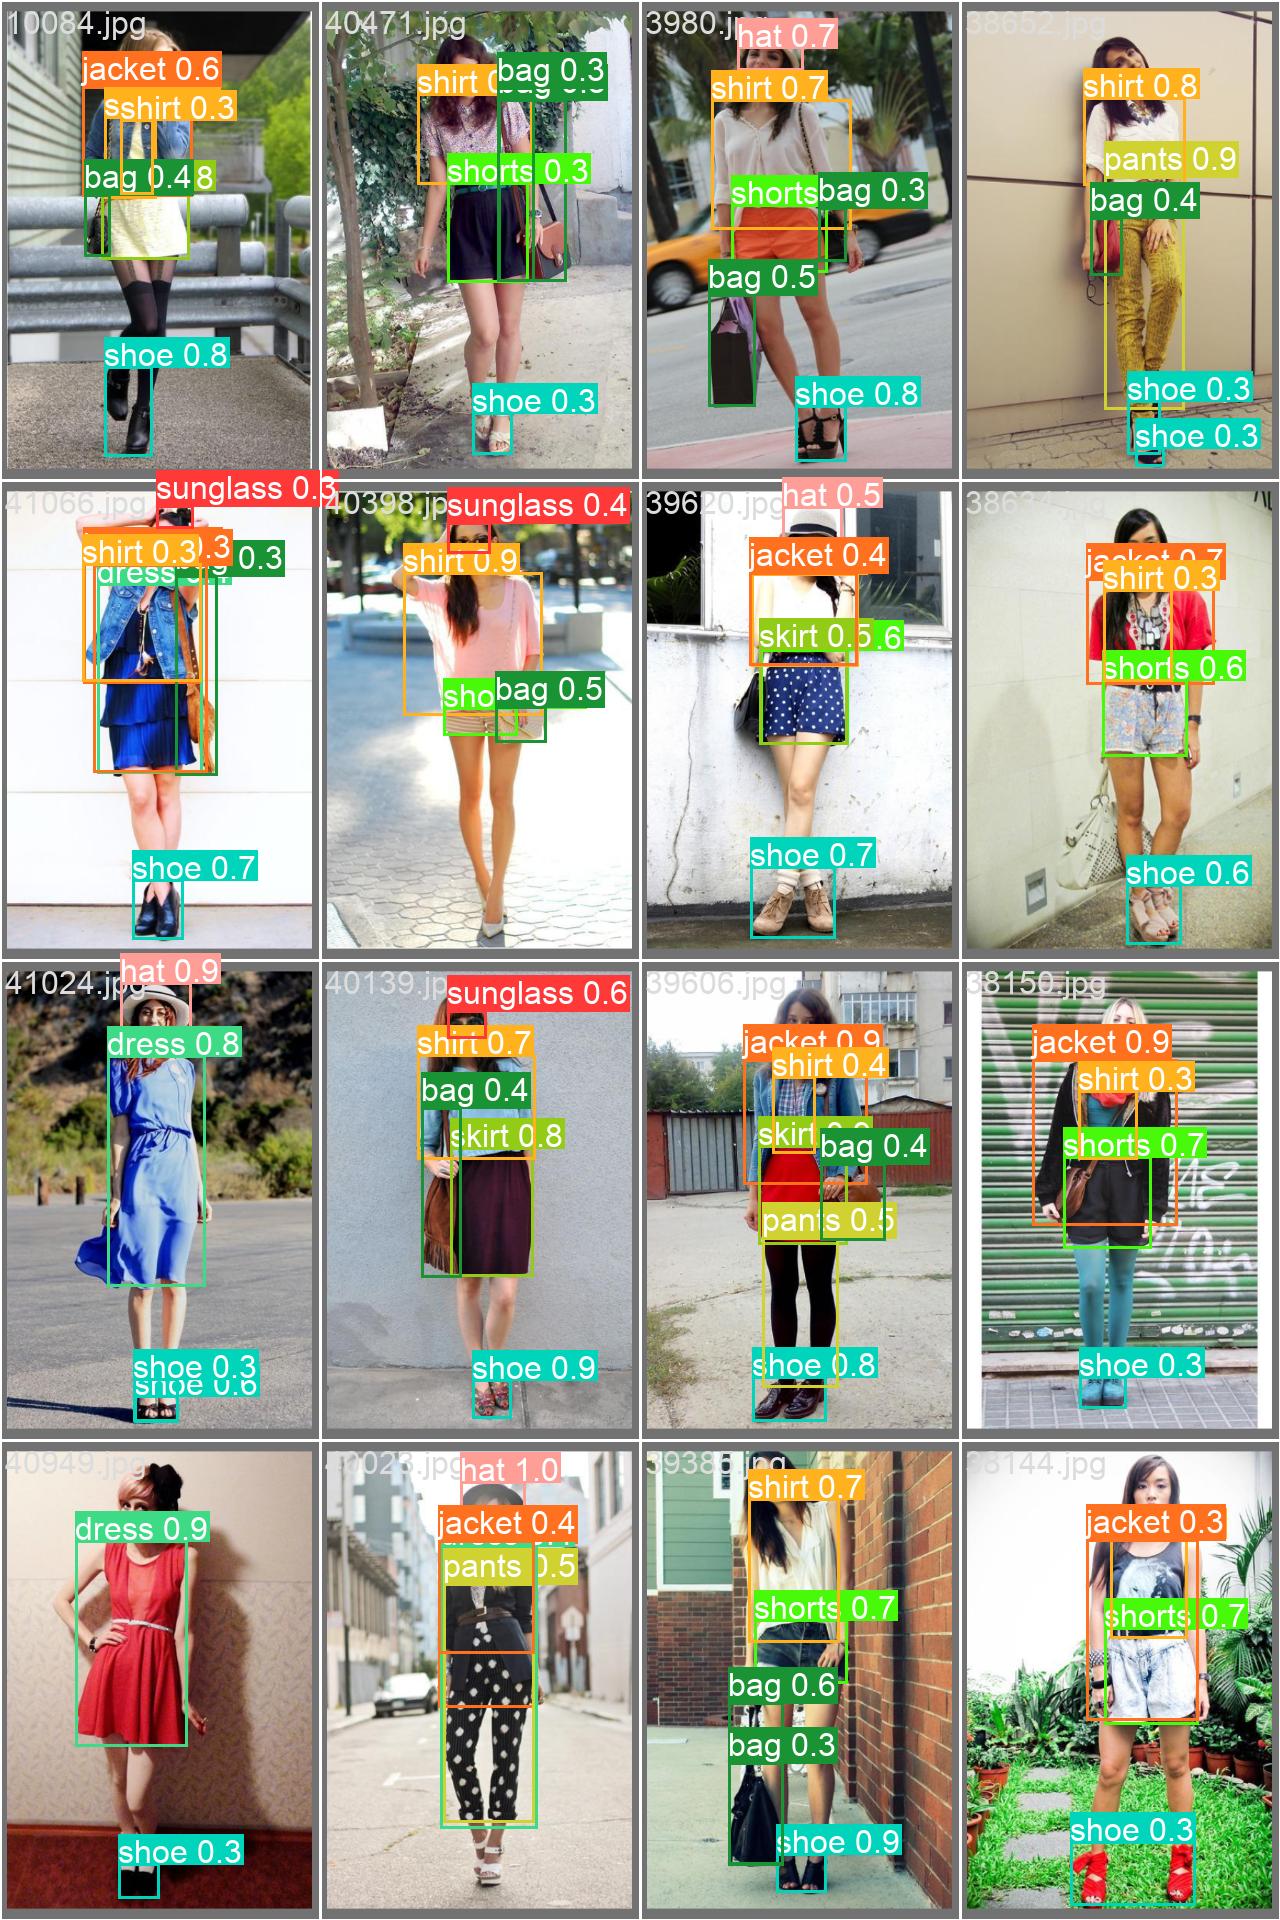 10084.jpg
jacket 0.6
sshirt 0.3
bag 0.4 8
shoe 0.8
40471.jpg
shirt 0
bag 0.3
shorts 0.3
shoe 0.3
3980.jpg
hat 0.7
shirt 0.7
shorts
bag 0.3
bag 0.5
shoe 0.8
38652.jpg
shirt 0.8
pants 0.9
bag 0.4
shoe 0.3
shoe 0.3
41066.jpg
sunglass 0.3
shirt 0.3 .3
dress 0.3
shoe 0.7
40398.jp
sunglass 0.4
shirt 0.9
sho
bag 0.5
39620.jpg
hat 0.5
jacket 0.4
skirt 0.5 .6
shoe 0.7
jacket 0.7
shirt 0.3
shorts 0.6
shoe 0.6
41024.jpg
hat 0.9
dress 0.8
shoe 0.3
shoe 0.6
40139.jp
sunglass 0.6
shirt 0.7
bag 0.4
skirt 0.8
shoe 0.9
39606.jpg
jacket 0.9
shirt 0.4
skirt
bag 0.4
pants 0.5
shoe 0.8
38150.jpg
jacket 0.9
shirt 0.3
shorts 0.7
shoe 0.3
40949.jpg
dress 0.9
shoe 0.3
hat 1.0
jacket 0.4
pants 0.5
39386.jpg
shirt 0.7
shorts 0.7
bag 0.6
bag 0.3
shoe 0.9
38144.jpg
jacket 0.3
shorts 0.7
shoe 0.3